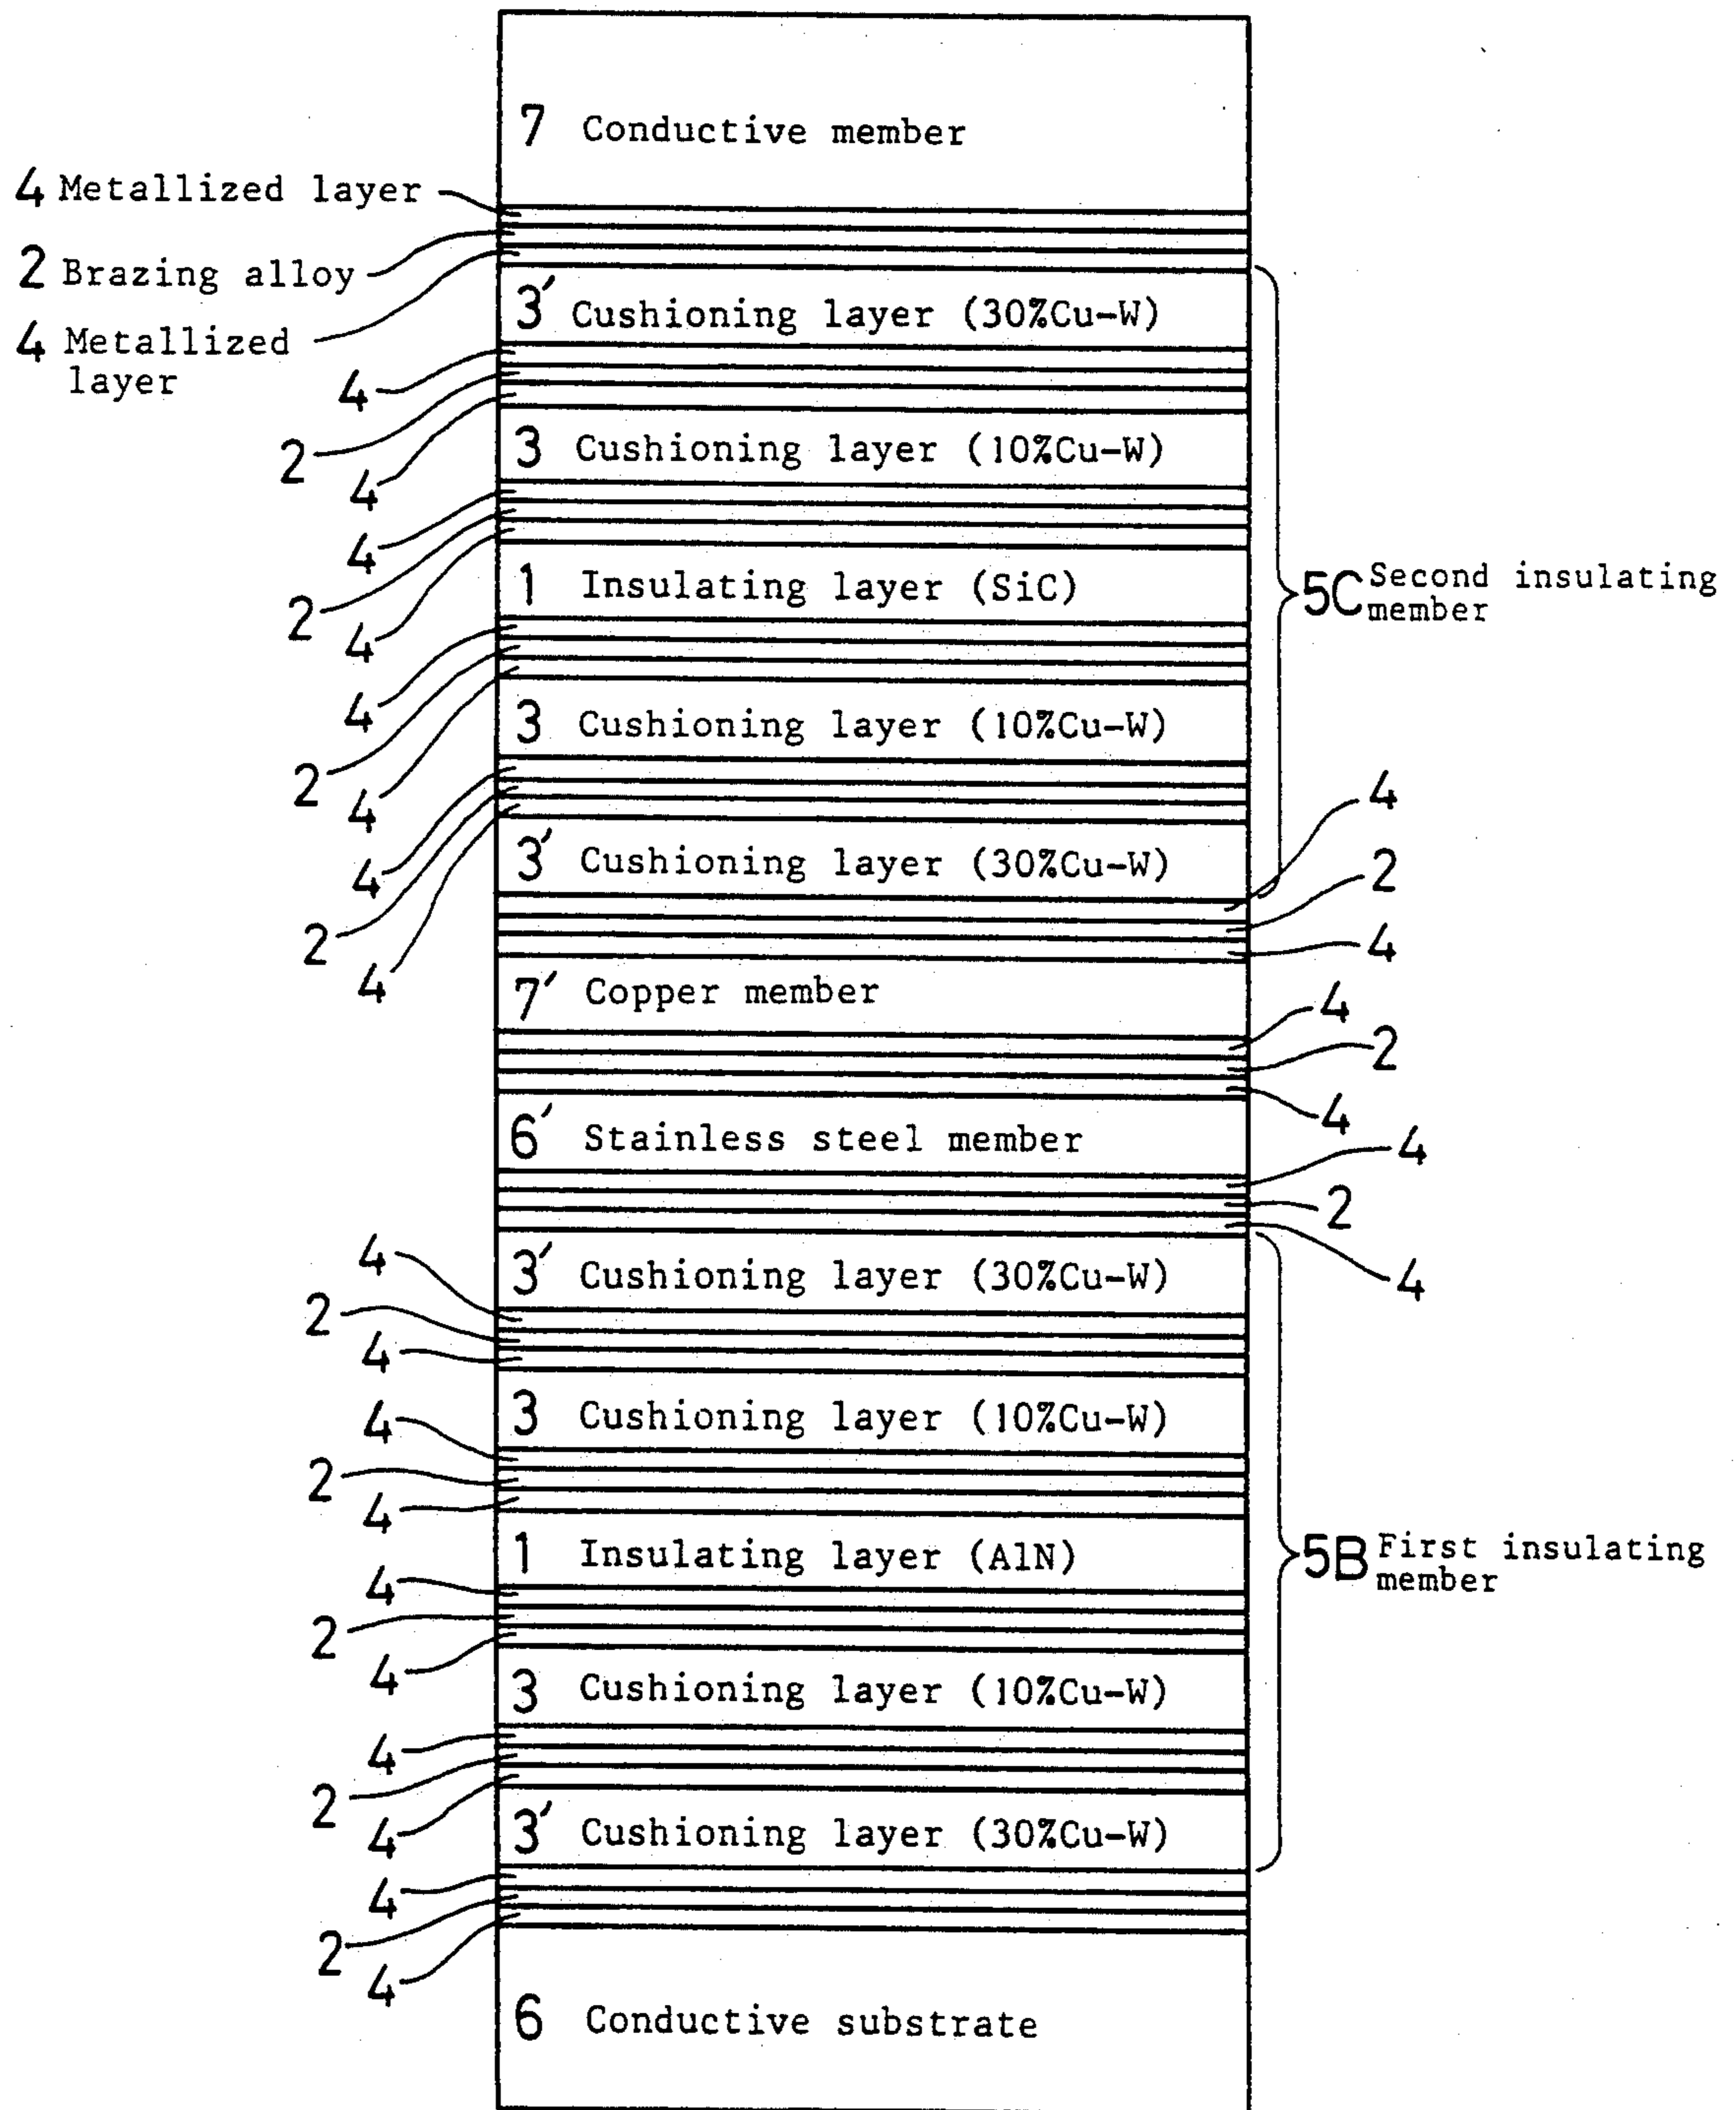 7 Conductive member
4 Metallized layer
2 Brazing alloy
4 Metallized
layer
3′ Cushioning layer (30%Cu-W)
4
2
4
3 Cushioning layer (10%Cu-W)
4
2
4
1 Insulating layer (SiC)
5C Second insulating
member
4
2
4
3 Cushioning layer (10%Cu-W)
4
2
4
3′ Cushioning layer (30%Cu-W)
4
2
4
7′ Copper member
4
2
4
6′ Stainless steel member
4
2
4
3′ Cushioning layer (30%Cu-W)
4
2
4
3 Cushioning layer (10%Cu-W)
4
2
4
1 Insulating layer (AlN)
5B First insulating
member
4
2
4
3 Cushioning layer (10%Cu-W)
4
2
4
3′ Cushioning layer (30%Cu-W)
4
2
4
6 Conductive substrate